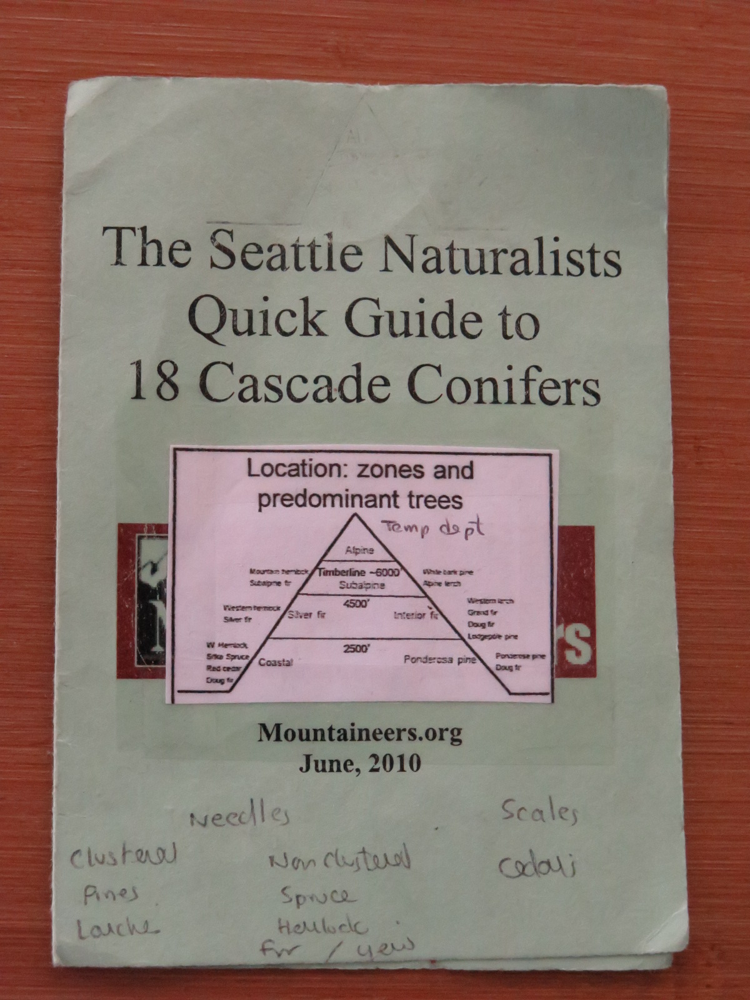 The Seattle Naturalists
Quick Guide to
18 Cascade Conifers
Location: zones and
predominant trees
Temp dept
Alpine
Mountain hemlock
Subalpine fir
Timberline ~6000'
Subalpine
White bark pine
Alpine larch
Western hemlock
Silver fir
Silver fir
4500'
Interior fir
Western larch
Grand fir
Doug fir
Lodgepole pine
W Hemlock
Sitka Spruce
Red cedar
Doug fir
Coastal
2500'
Ponderosa pine
Ponderosa pine
Doug fir
rs
Mountaineers.org
June, 2010
Needles
Scales
Clustered
Non clustered
Cedars
Pines
Spruce
Larche
Hemlock
Fir / yew